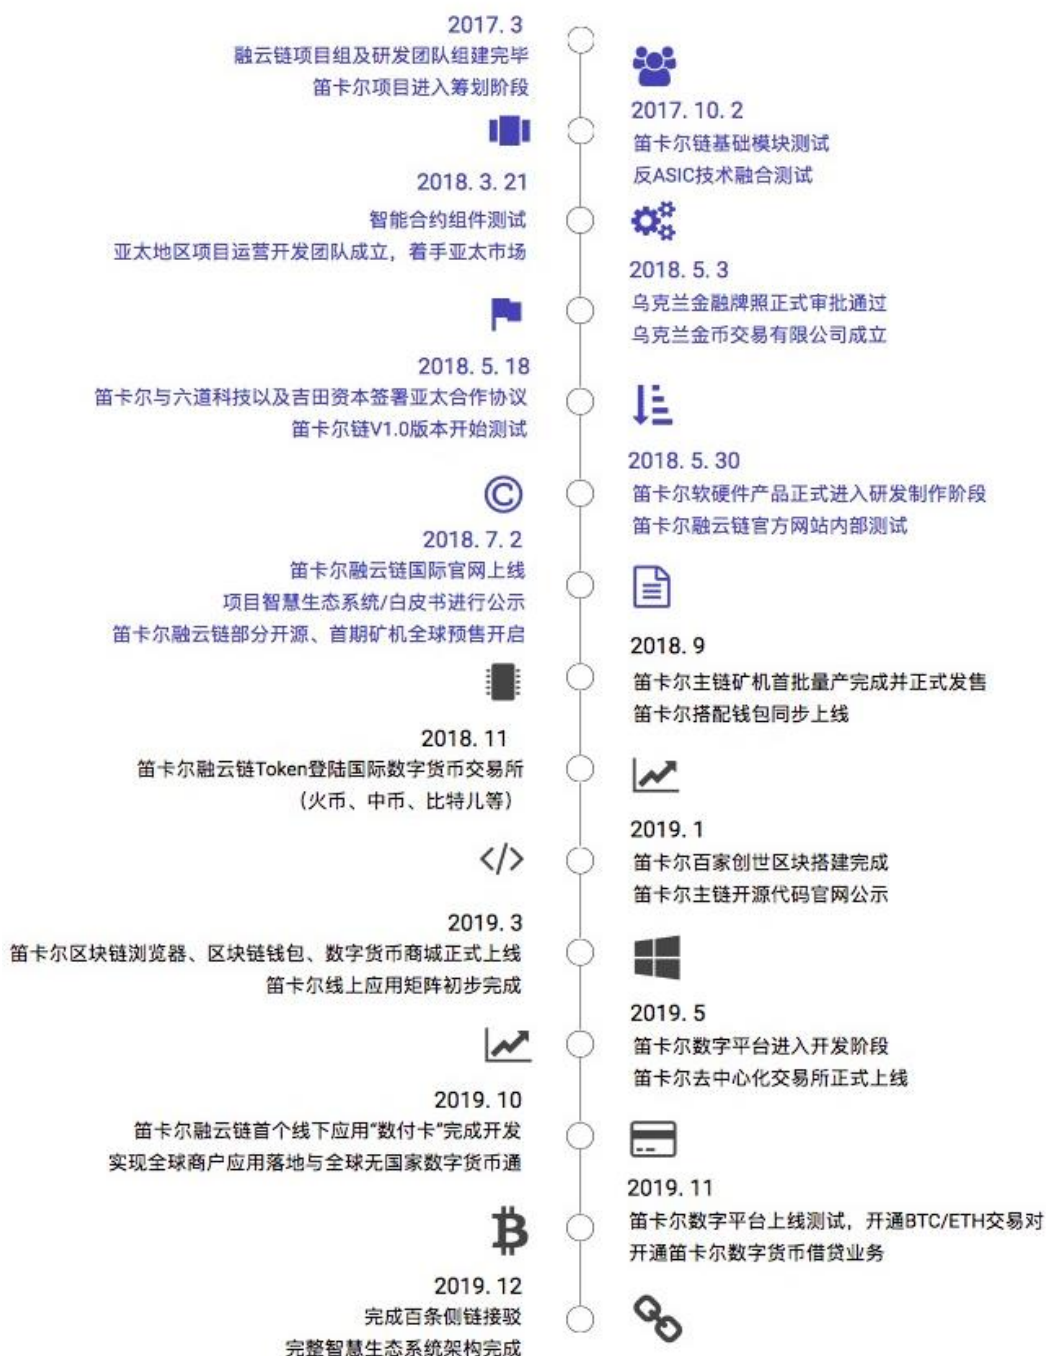 2017. 3
融云链项目组及研发团队组建完毕
笛卡尔项目进入筹划阶段
2017. 10. 2
笛卡尔链基础模块测试
反ASIC技术融合测试
2018. 3. 21
智能合约组件测试
亚太地区项目运营开发团队成立，着手亚太市场
2018. 5. 3
乌克兰金融牌照正式审批通过
乌克兰金币交易有限公司成立
2018. 5. 18
笛卡尔与六道科技以及吉田资本签署亚太合作协议
笛卡尔链V1.0版本开始测试
2018. 5. 30
笛卡尔软硬件产品正式进入研发制作阶段
笛卡尔融云链官方网站内部测试
2018. 7. 2
笛卡尔融云链国际官网上线
项目智慧生态系统/白皮书进行公示
笛卡尔融云链部分开源、首期矿机全球预售开启
2018. 9
笛卡尔主链矿机首批量产完成并正式发售
笛卡尔搭配钱包同步上线
2018. 11
笛卡尔融云链Token登陆国际数字货币交易所
（火币、中币、比特儿等）
2019. 1
笛卡尔百家创世区块搭建完成
笛卡尔主链开源代码官网公示
2019. 3
笛卡尔区块链浏览器、区块链钱包、数字货币商城正式上线
笛卡尔线上应用矩阵初步完成
2019. 5
笛卡尔数字平台进入开发阶段
笛卡尔去中心化交易所正式上线
2019. 10
笛卡尔融云链首个线下应用“数付卡”完成开发
实现全球商户应用落地与全球无国家数字货币通
2019. 11
笛卡尔数字平台上线测试，开通BTC/ETH交易对
开通笛卡尔数字货币借贷业务
2019. 12
完成百条侧链接驳
完整智慧生态系统架构完成